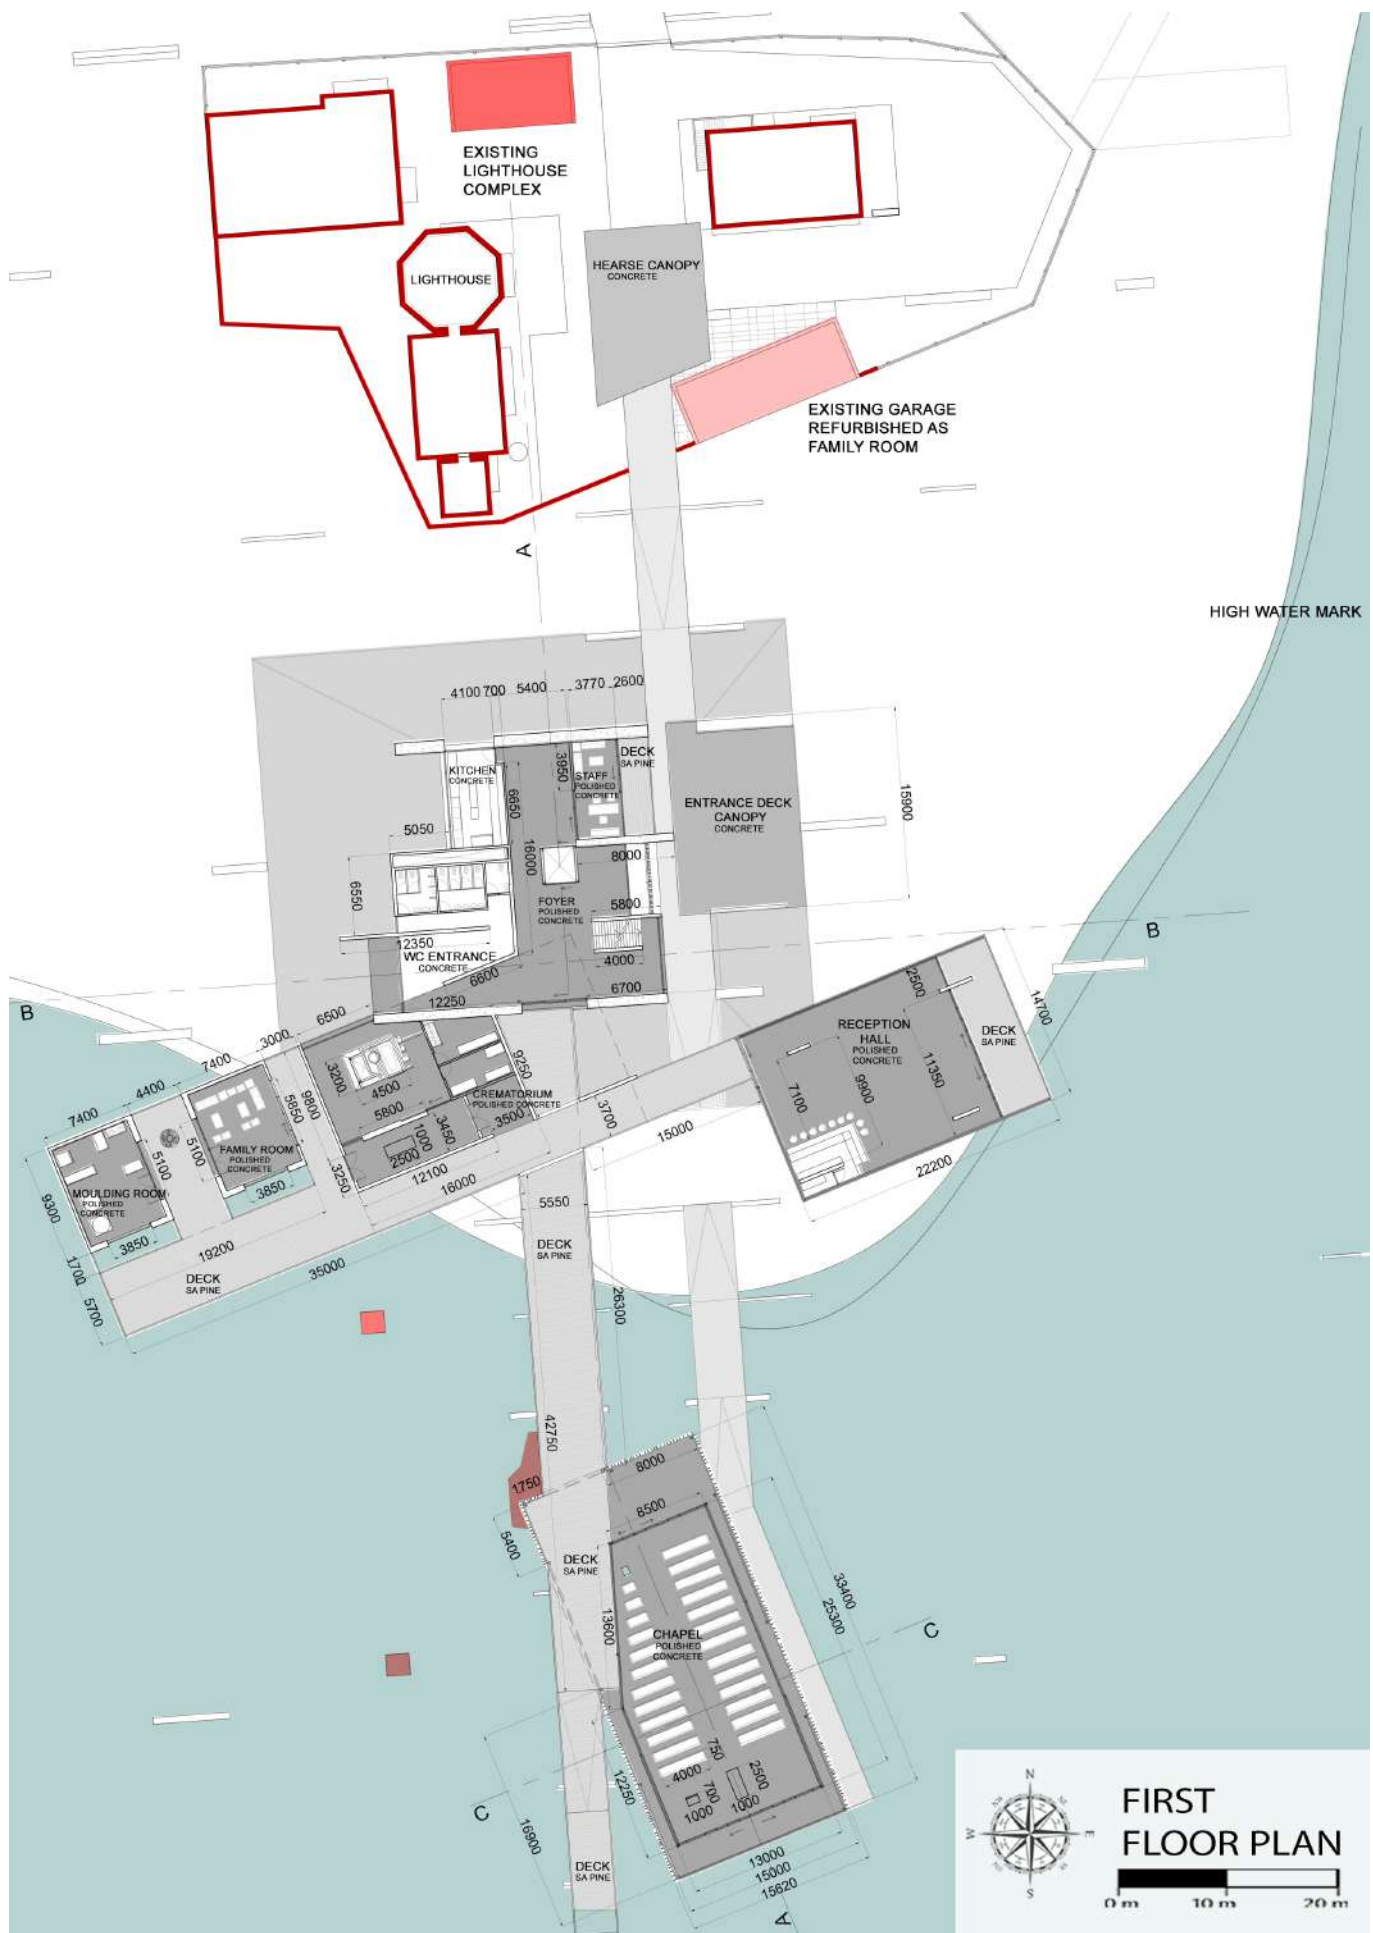 EXISTING
LIGHTHOUSE
COMPLEX
LIGHTHOUSE
HEARSE CANOPY
CONCRETE
EXISTING GARAGE
REFURBISHED AS
FAMILY ROOM
A
HIGH WATER MARK
4100 700 5400 3770 2600
KITCHEN
CONCRETE
3950
STAFF
POLISHED
CONCRETE
DECK
SA PINE
ENTRANCE DECK
CANOPY
CONCRETE
15900
6650
5050
16000
8000
6550
FOYER
POLISHED
CONCRETE
5800
12350
WC ENTRANCE
CONCRETE
4000
6600
6700
12250
B
B
6500
3000
7400
4400
7400
3200
4500
5800
9250
CREMATORIUM
POLISHED CONCRETE
3500
3450
1000
2500
12100
16000
3250
9800
5850
FAMILY ROOM
POLISHED
CONCRETE
5100
5100
3850
MOULDING ROOM
POLISHED
CONCRETE
3850
9300
1700
5700
19200
35000
DECK
SA PINE
3700
15000
RECEPTION
HALL
POLISHED
CONCRETE
2500
11350
9900
7100
22200
14700
DECK
SA PINE
5550
DECK
SA PINE
26300
42750
1750
5400
8000
8500
DECK
SA PINE
13600
CHAPEL
POLISHED
CONCRETE
33400
25300
C
C
750
4000
700
2500
1000
1000
12250
16900
13000
15000
15620
DECK
SA PINE
A
N
W
E
S
FIRST
FLOOR PLAN
0 m 10 m 20 m